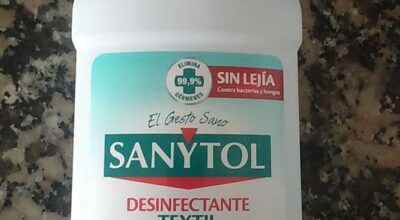 ELIMINA
99,9%
GÉRMENES
SIN LEJÍA
Contra bacterias y hongos
El Gesto Sano
SANYTOL
DESINFECTANTE
TEXTIL